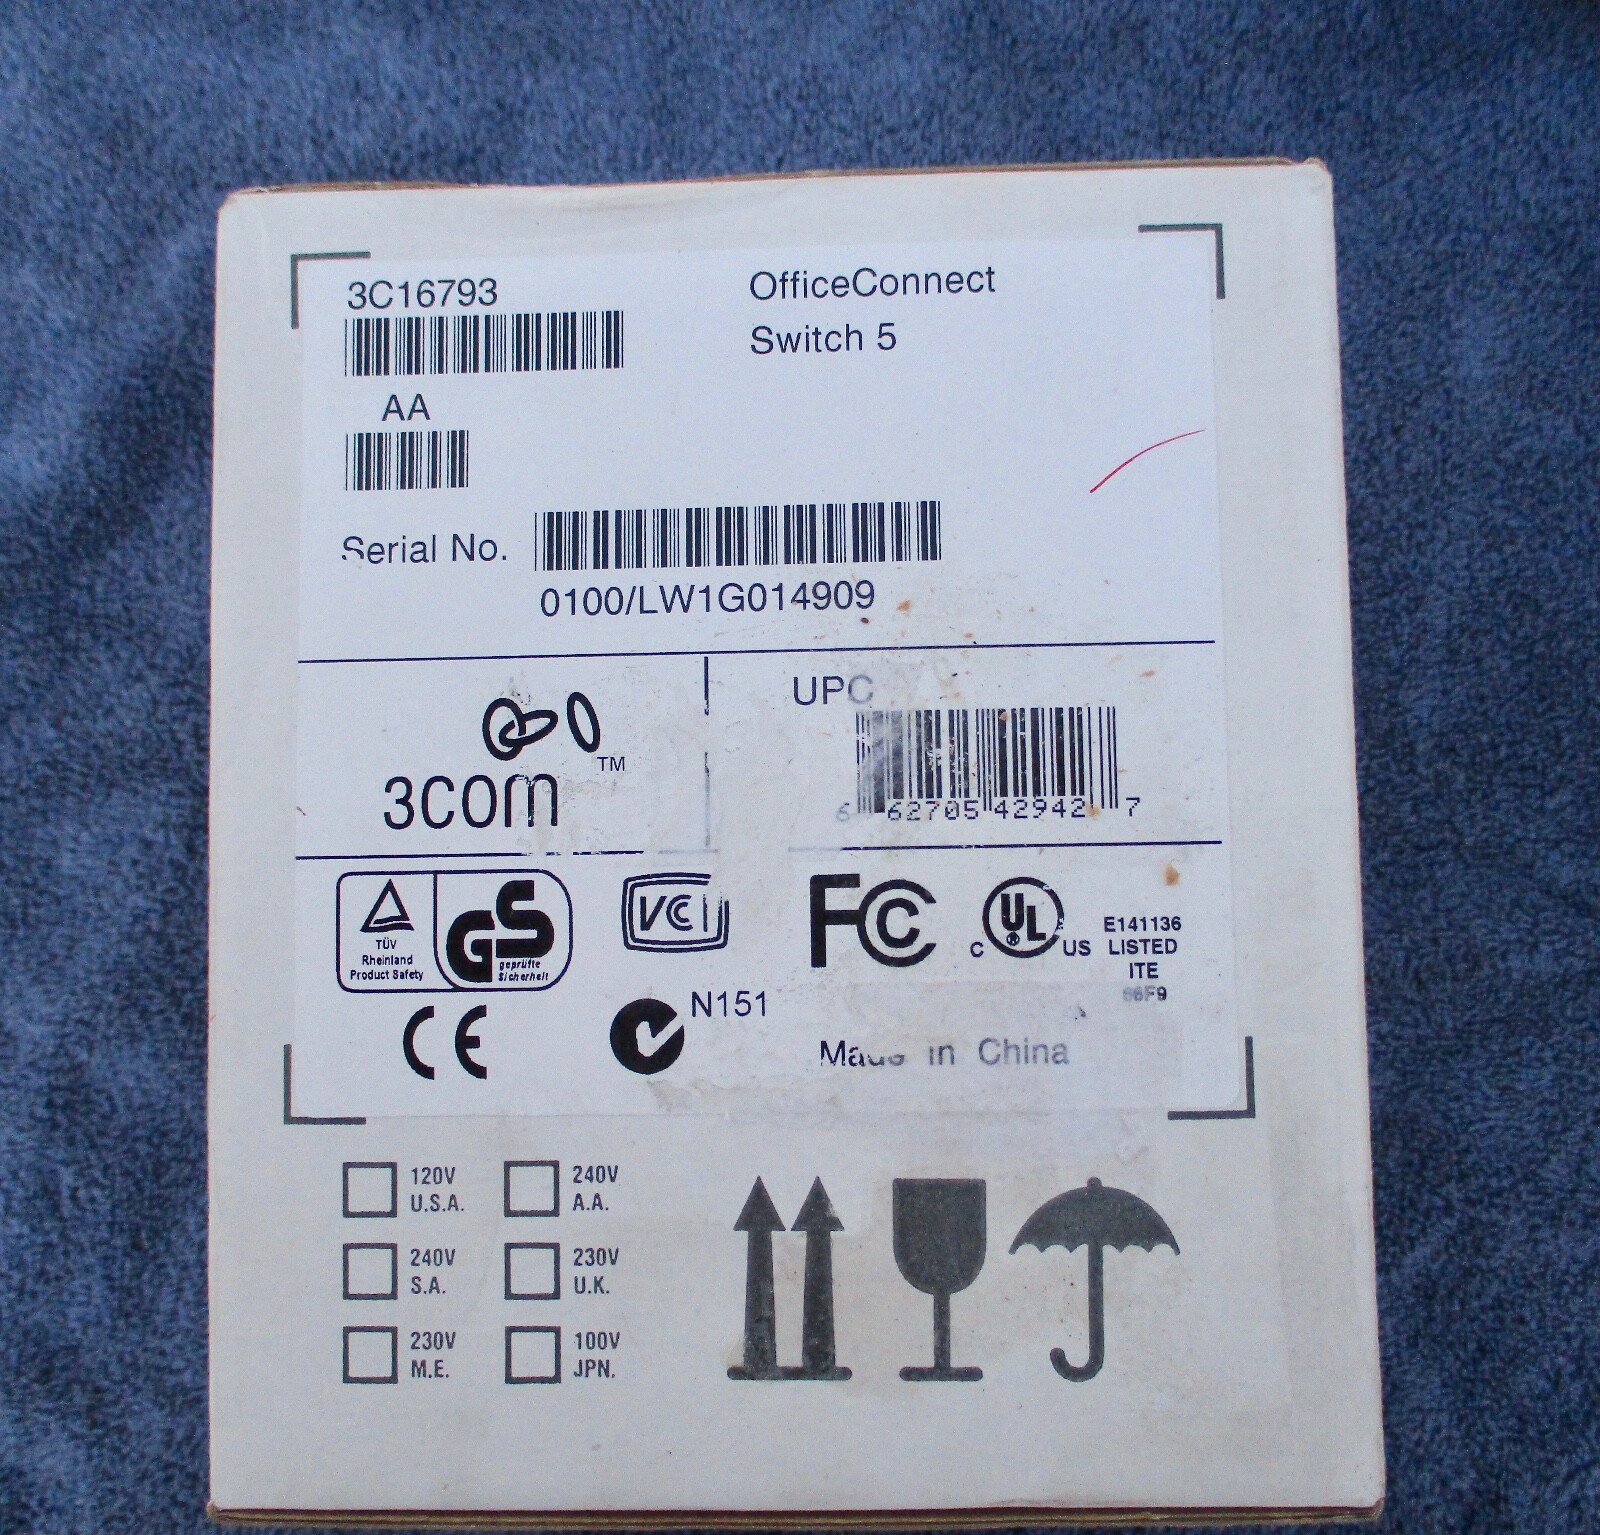 3C16793
OfficeConnect
Switch 5
AA
Serial No.
0100/LW1G014909
3COM TM
UPC
6 62705 42942 7
TÜV
Rheinland
Product Safety
GS
geprüfte
Sicherheit
VCI
FC
C UL ® US
E141136
LISTED
ITE
CE
N151
Made in China
120V
U.S.A.
240V
A.A.
240V
S.A.
230V
U.K.
230V
M.E.
100V
JPN.